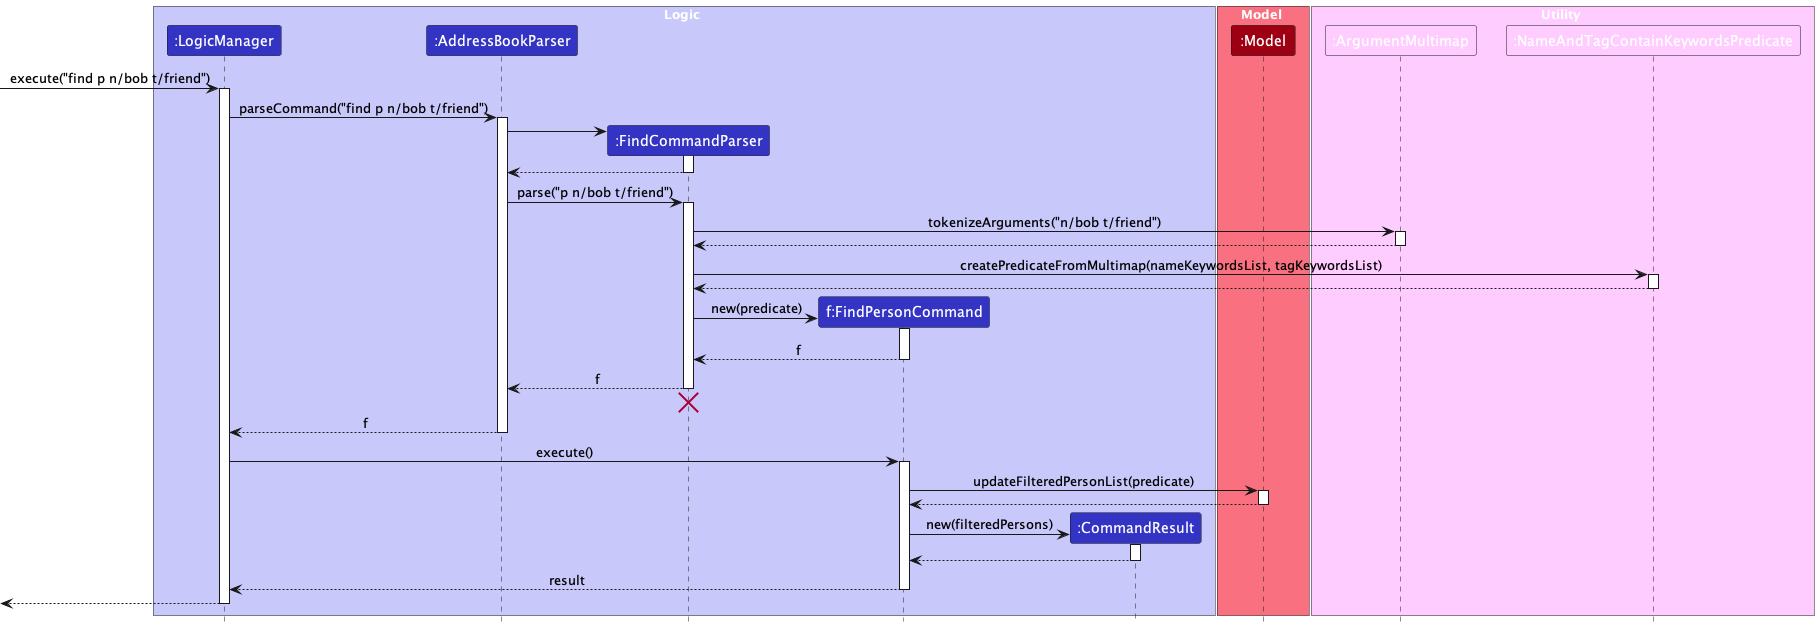 Logic
Model
Utility
:LogicManager
:AddressBookParser
:Model
:ArgumentMultimap
:NameAndTagContainKeywordsPredicate
execute("find p n/bob t/friend")
parseCommand("find p n/bob t/friend")
:FindCommandParser
parse("p n/bob t/friend")
tokenizeArguments("n/bob t/friend")
createPredicateFromMultimap(nameKeywordsList, tagKeywordsList)
new(predicate)
f:FindPersonCommand
f
f
f
execute()
updateFilteredPersonList(predicate)
new(filteredPersons)
:CommandResult
result